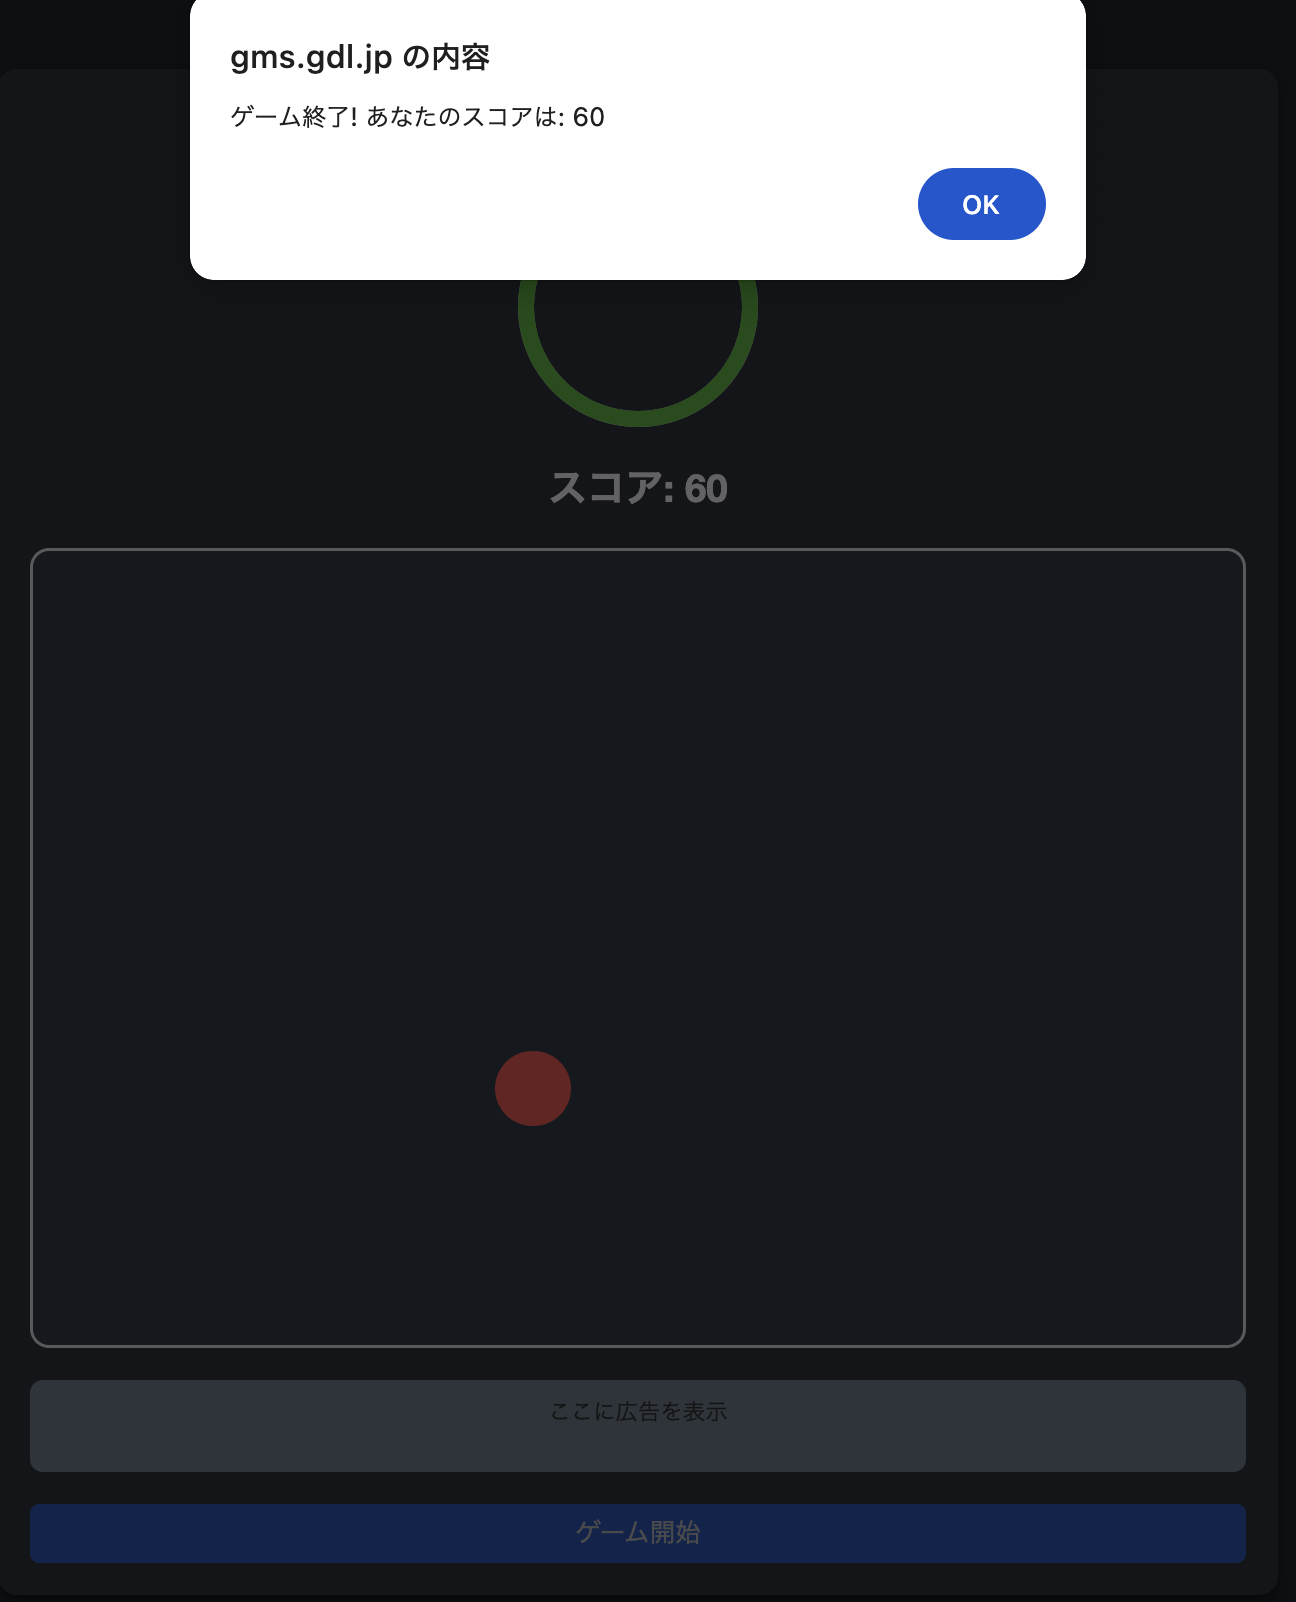 gms.gdl.jp の内容
ゲーム終了! あなたのスコアは: 60
OK
スコア: 60
ここに広告を表示
ゲーム開始